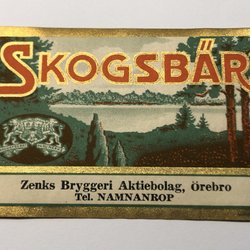 SKOGSBÄR
Zenks Bryggeri Aktiebolag, Örebro
Tel. NAMNANROP